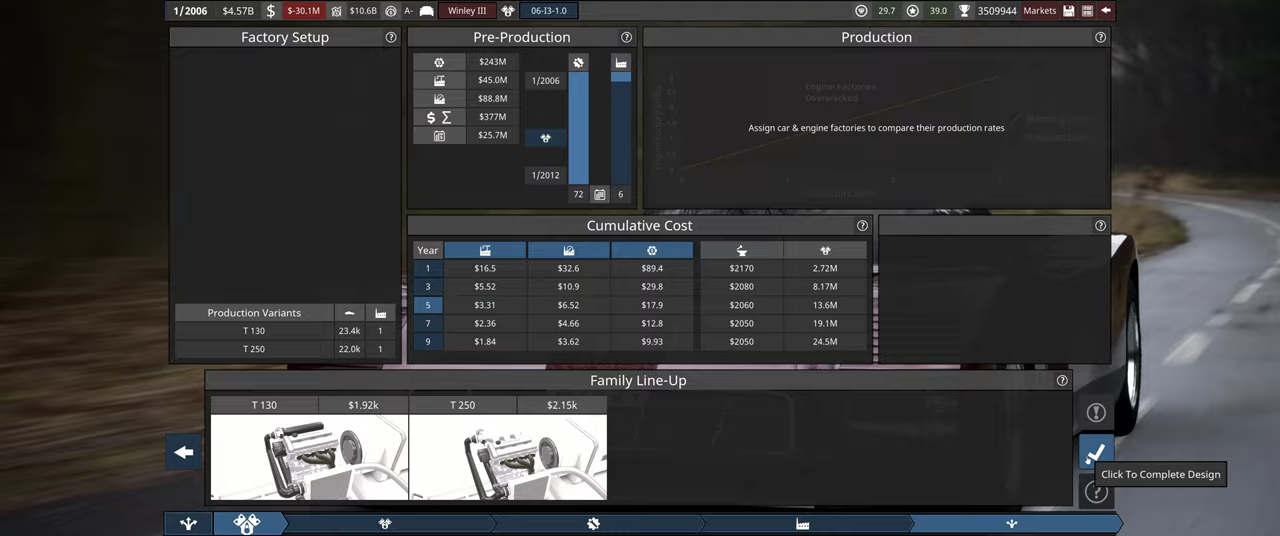 1/2006 $4.57B $-30.1M $10.6B A- Winley III 06-I3-1.0 29.7 39.0 3509944 Markets
Factory Setup
Production Variants
T 130 23.4k 1
T 250 22.0k 1
Pre-Production
$243M
$45.0M
$88.8M
$377M
$25.7M
1/2006
1/2012
72 6
Production
Engine Factories
Overworked
Assign car & engine factories to compare their production rates
Cumulative Cost
Year
1 $16.5 $32.6 $89.4 $2170 2.72M
3 $5.52 $10.9 $29.8 $2080 8.17M
5 $3.31 $6.52 $17.9 $2060 13.6M
7 $2.36 $4.66 $12.8 $2050 19.1M
9 $1.84 $3.62 $9.93 $2050 24.5M
Family Line-Up
T 130 $1.92k T 250 $2.15k
Click To Complete Design